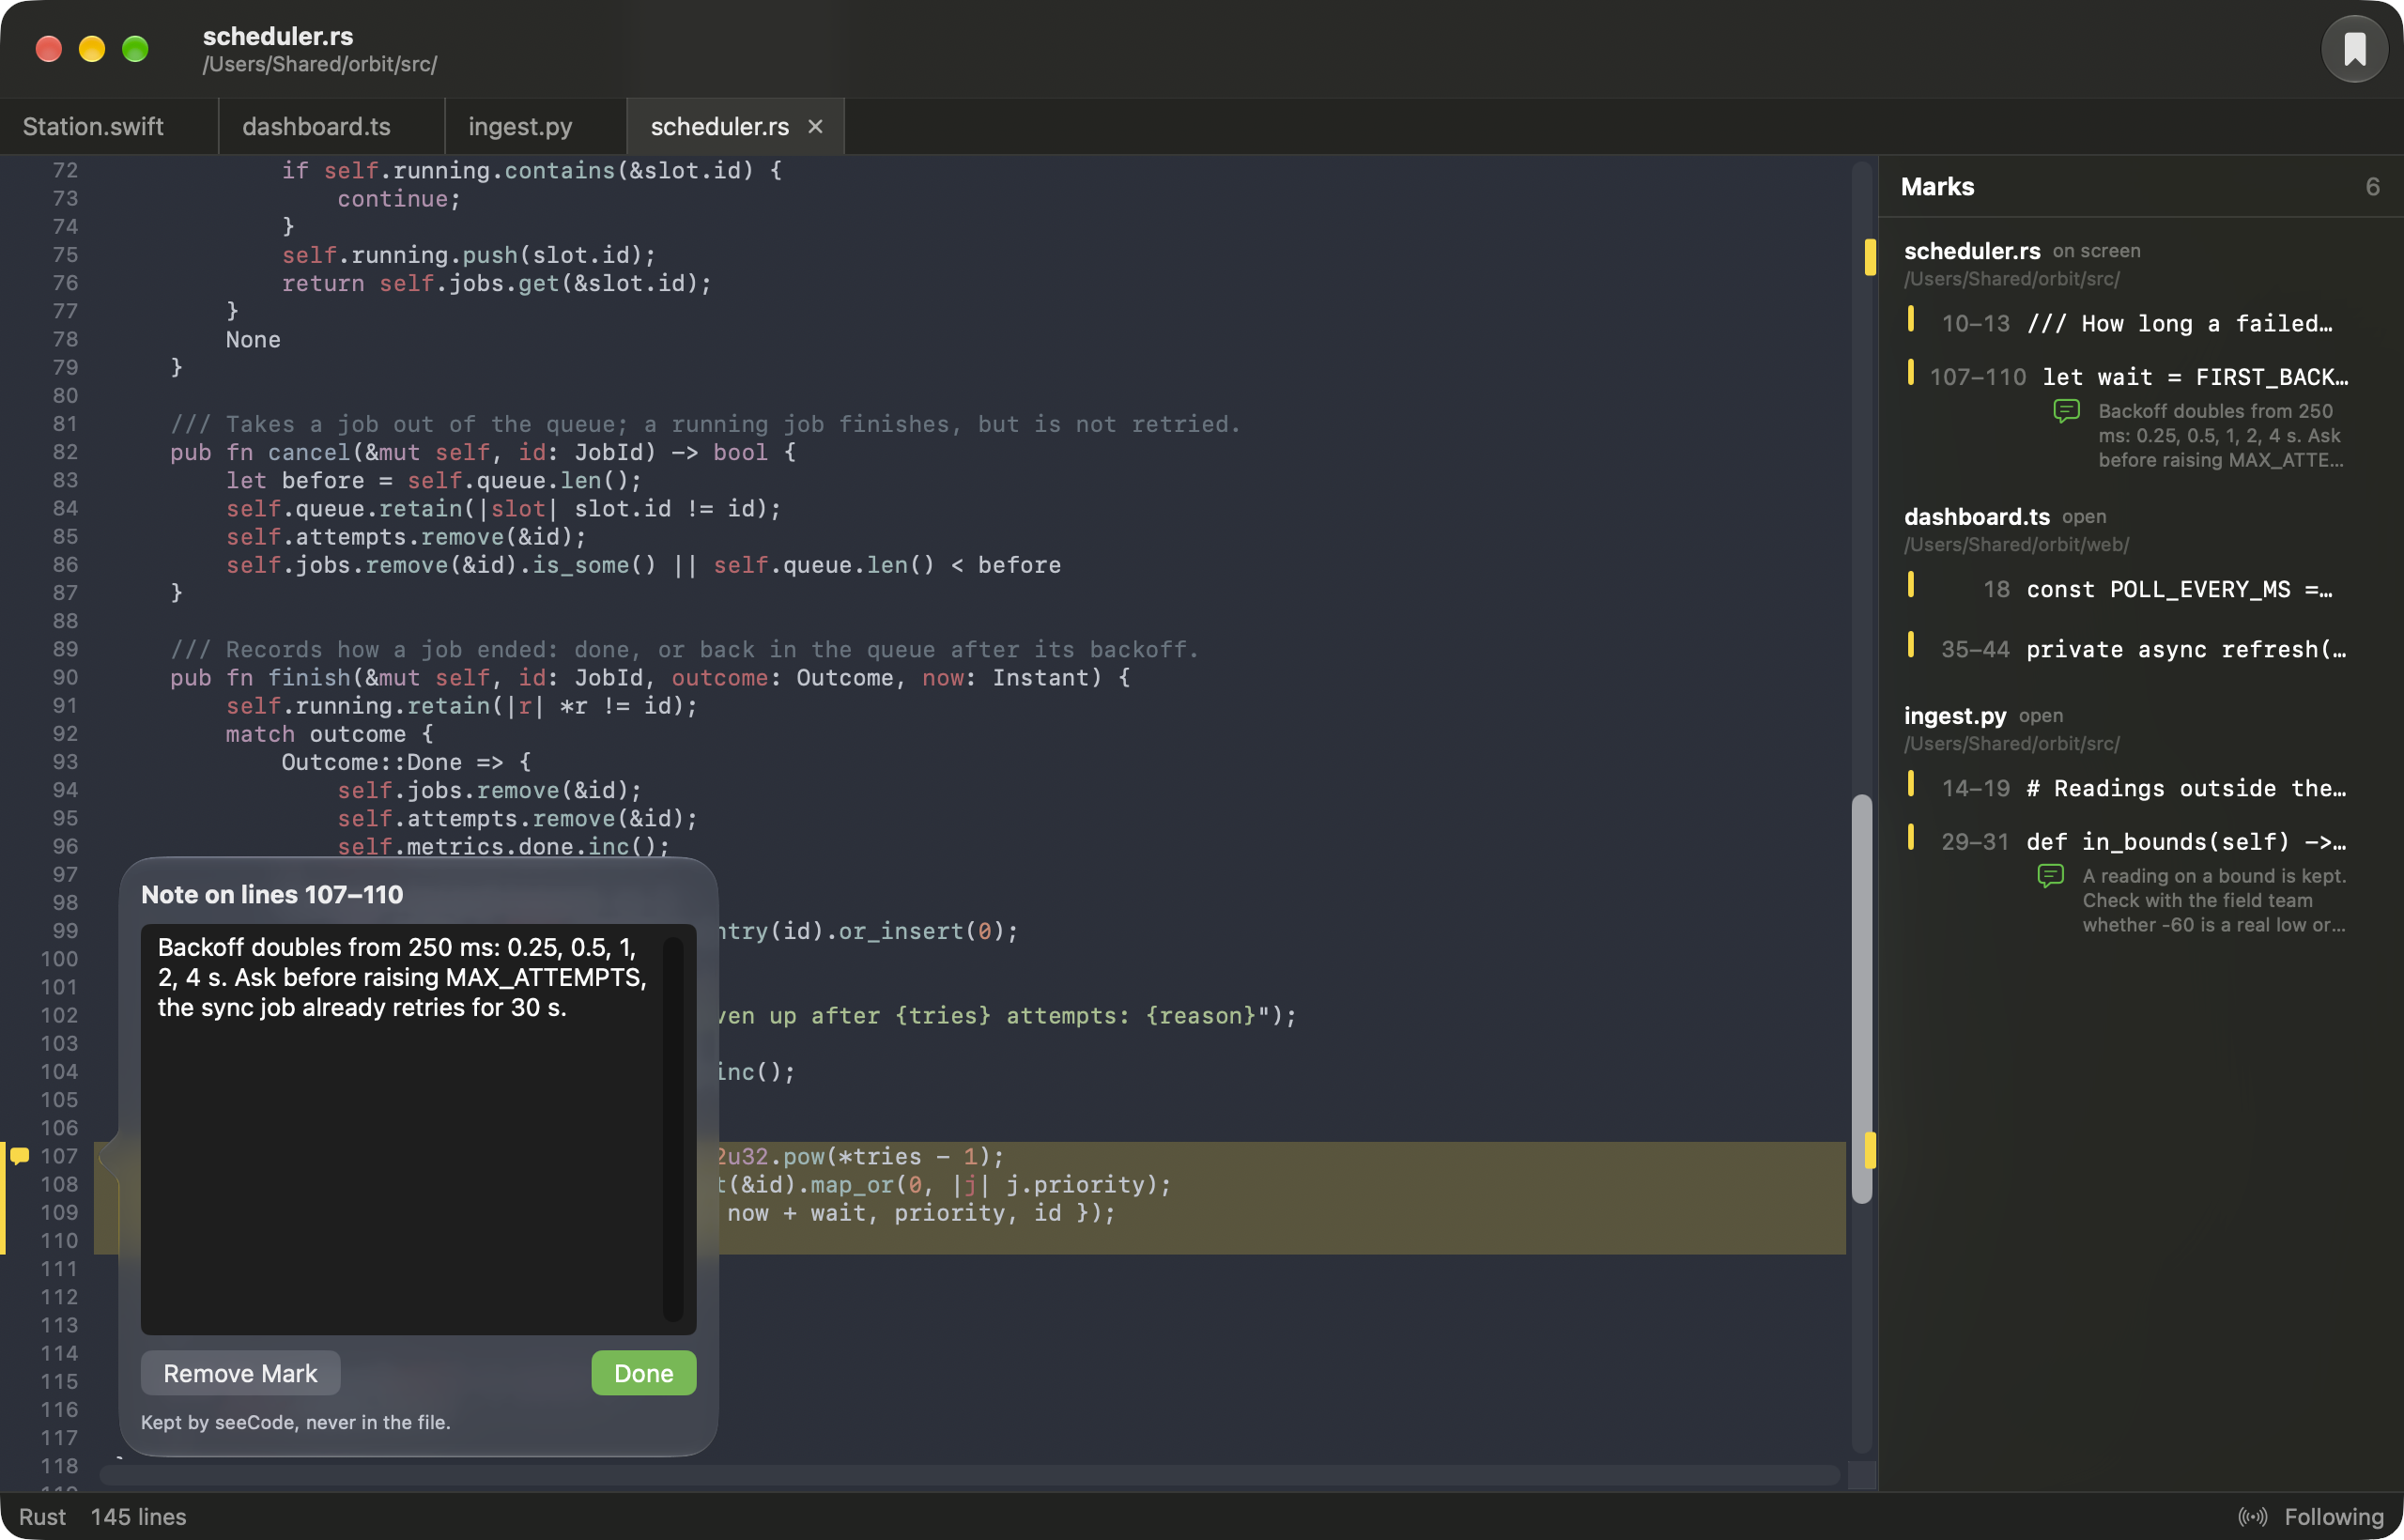 scheduler.rs
/Users/Shared/orbit/src/
Station.swift
dashboard.ts
ingest.py
scheduler.rs ×
72 if self.running.contains(&slot.id) {
73 continue;
74 }
75 self.running.push(slot.id);
76 return self.jobs.get(&slot.id);
77 }
78 None
79 }
80
81 /// Takes a job out of the queue; a running job finishes, but is not retried.
82 pub fn cancel(&mut self, id: JobId) -> bool {
83 let before = self.queue.len();
84 self.queue.retain(|slot| slot.id != id);
85 self.attempts.remove(&id);
86 self.jobs.remove(&id).is_some() || self.queue.len() < before
87 }
88
89 /// Records how a job ended: done, or back in the queue after its backoff.
90 pub fn finish(&mut self, id: JobId, outcome: Outcome, now: Instant) {
91 self.running.retain(|r| *r != id);
92 match outcome {
93 Outcome::Done => {
94 self.jobs.remove(&id);
95 self.attempts.remove(&id);
96 self.metrics.done.inc();
97
98
99 ntry(id).or_insert(0);
100
101
102 ven up after {tries} attempts: {reason}");
103
104 inc();
105
106
107 2u32.pow(*tries - 1);
108 t(&id).map_or(0, |j| j.priority);
109 now + wait, priority, id });
110
111
112
113
114
115
116
117
118
Note on lines 107–110
Backoff doubles from 250 ms: 0.25, 0.5, 1,
2, 4 s. Ask before raising MAX_ATTEMPTS,
the sync job already retries for 30 s.
Remove Mark
Done
Kept by seeCode, never in the file.
Marks 6
scheduler.rs on screen
/Users/Shared/orbit/src/
10–13 /// How long a failed…
107–110 let wait = FIRST_BACK…
Backoff doubles from 250
ms: 0.25, 0.5, 1, 2, 4 s. Ask
before raising MAX_ATTE…
dashboard.ts open
/Users/Shared/orbit/web/
18 const POLL_EVERY_MS =…
35–44 private async refresh(…
ingest.py open
/Users/Shared/orbit/src/
14–19 # Readings outside the…
29–31 def in_bounds(self) ->…
A reading on a bound is kept.
Check with the field team
whether -60 is a real low or…
Rust 145 lines
Following